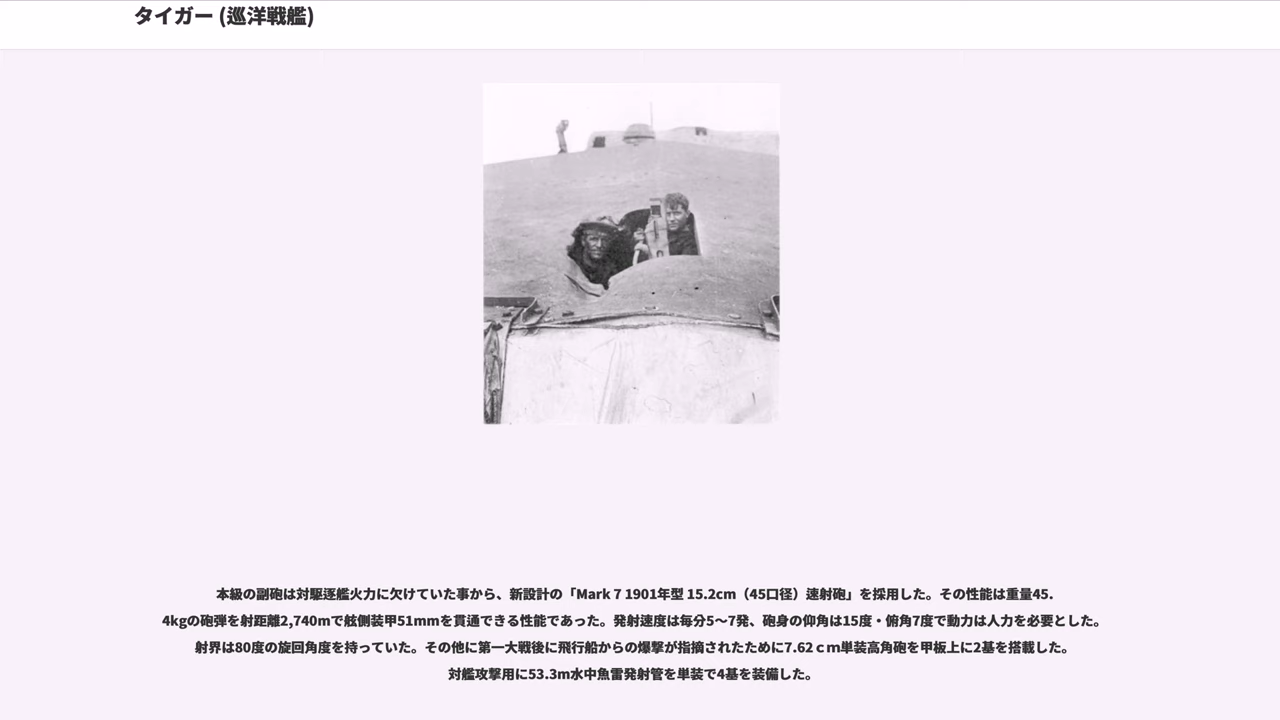 タイガー (巡洋戦艦)
本級の副砲は対駆逐艦火力に欠けていた事から、新設計の「Mark 7 1901年型 15.2cm（45口径）速射砲」を採用した。その性能は重量45.
4kgの砲弾を射距離2,740mで舷側装甲51mmを貫通できる性能であった。発射速度は毎分5〜7発、砲身の仰角は15度・俯角7度で動力は人力を必要とした。
射界は80度の旋回角度を持っていた。その他に第一大戦後に飛行船からの爆撃が指摘されたために7.62ｃｍ単装高角砲を甲板上に2基を搭載した。
対艦攻撃用に53.3m水中魚雷発射管を単装で4基を装備した。